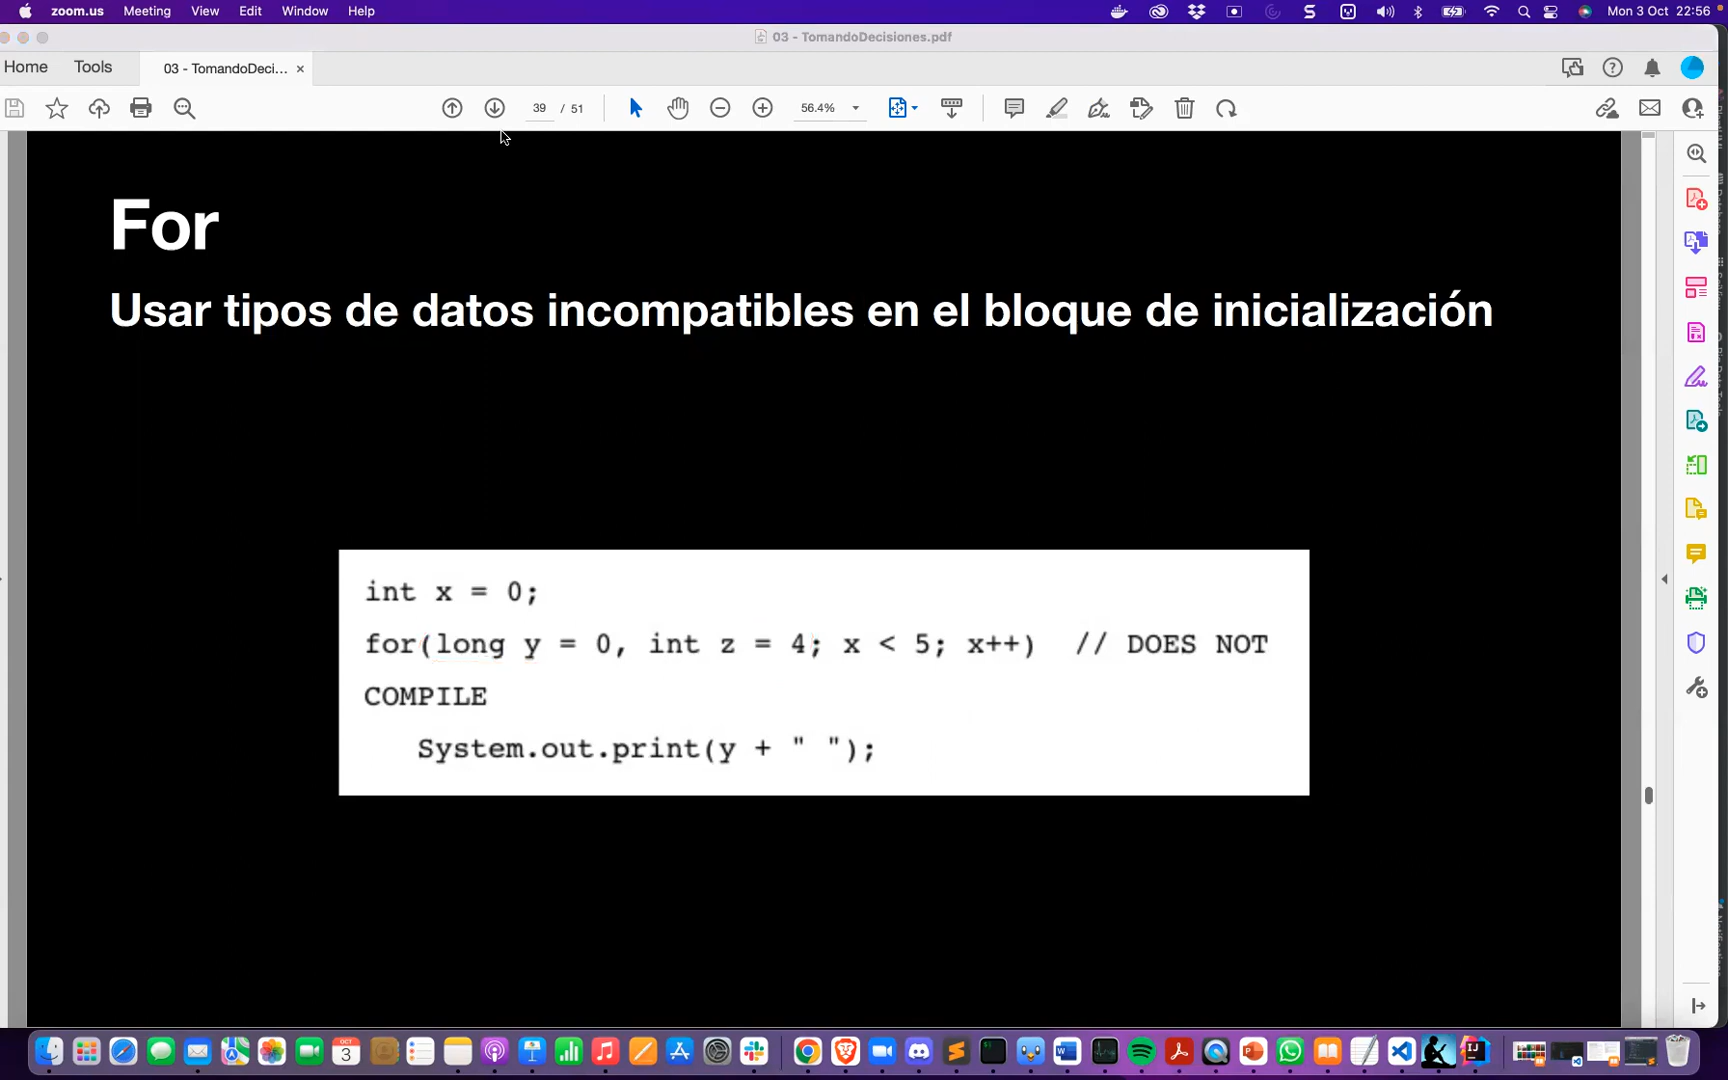 zoom.us Meeting View Edit Window Help Mon 3 Oct 22:56
03 - TomandoDecisiones.pdf
Home Tools 03 - TomandoDeci... ×
39 / 51 56.4%
For
Usar tipos de datos incompatibles en el bloque de inicialización
int x = 0;
for(long y = 0, int z = 4; x < 5; x++) // DOES NOT
COMPILE
System.out.print(y + " ");
OCT
3